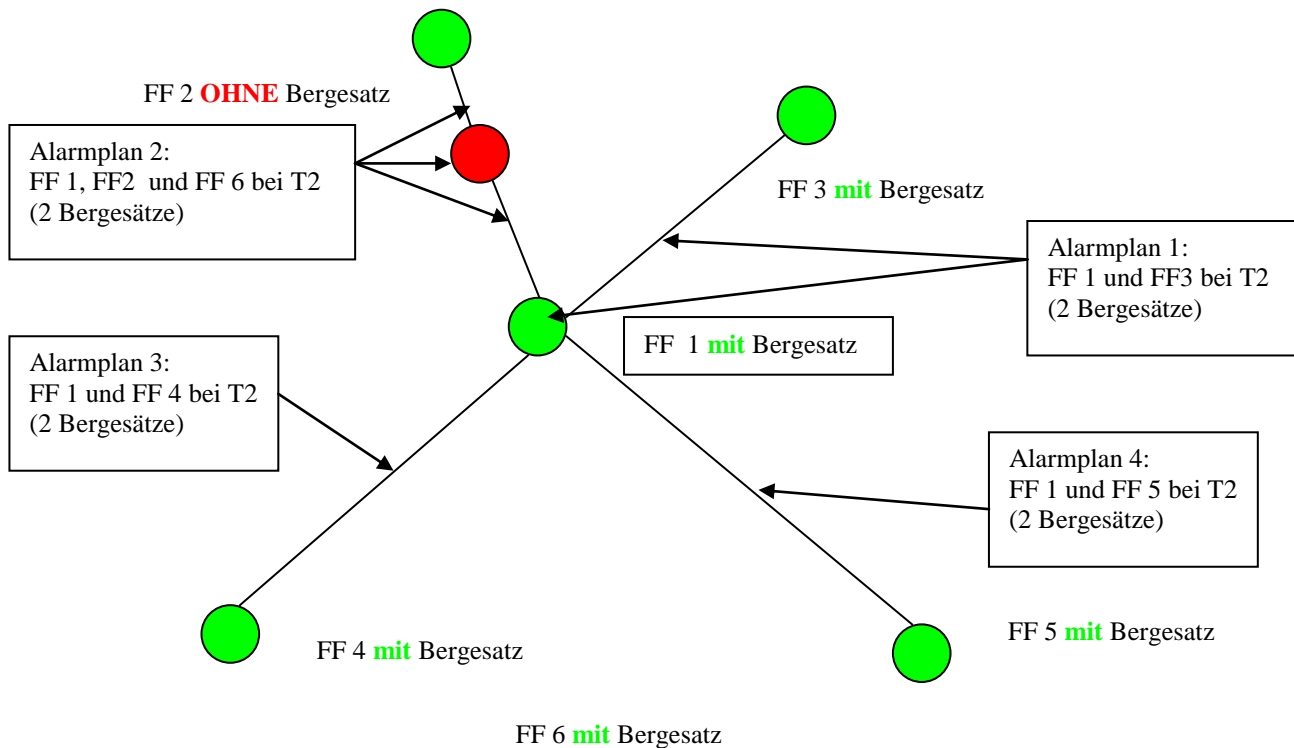 FF 2 OHNE Bergesatz
Alarmplan 2:
FF 1, FF2 und FF 6 bei T2
(2 Bergesätze)
FF 3 mit Bergesatz
Alarmplan 1:
FF 1 und FF3 bei T2
(2 Bergesätze)
FF 1 mit Bergesatz
Alarmplan 3:
FF 1 und FF 4 bei T2
(2 Bergesätze)
Alarmplan 4:
FF 1 und FF 5 bei T2
(2 Bergesätze)
FF 5 mit Bergesatz
FF 4 mit Bergesatz
FF 6 mit Bergesatz